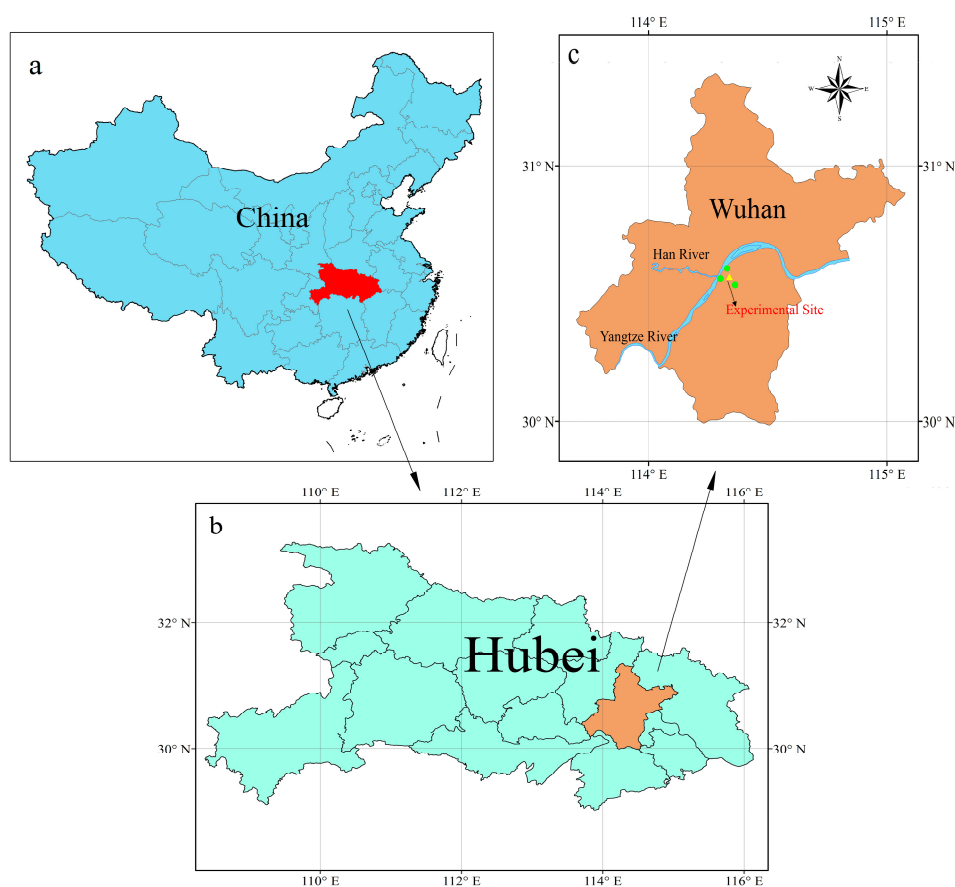 a
China
c
114° E
115° E
N
W
E
S
31° N
31° N
Wuhan
Han River
Experimental Site
Yangtze River
30° N
30° N
114° E
115° E
b
110° E
112° E
114° E
116° E
32° N
32° N
Hubei
30° N
30° N
110° E
112° E
114° E
116° E